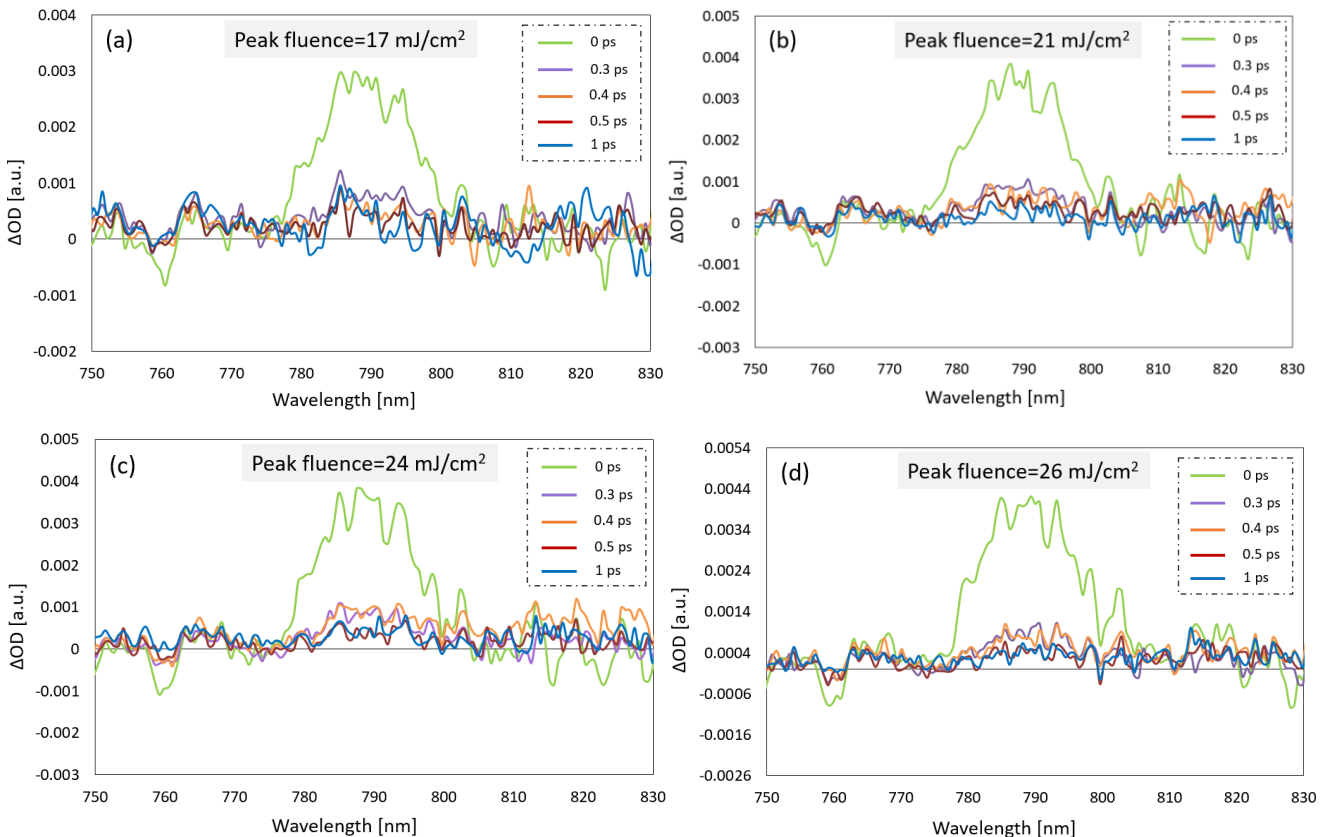 (a)
Peak fluence=17 mJ/cm²
0 ps
0.3 ps
0.4 ps
0.5 ps
1 ps
0.004
0.003
0.002
0.001
0
-0.001
-0.002
ΔOD [a.u.]
750 760 770 780 790 800 810 820 830
Wavelength [nm]
(b)
Peak fluence=21 mJ/cm²
0 ps
0.3 ps
0.4 ps
0.5 ps
1 ps
0.005
0.004
0.003
0.002
0.001
0
-0.001
-0.002
-0.003
ΔOD [a.u.]
750 760 770 780 790 800 810 820 830
Wavelength [nm]
(c)
Peak fluence=24 mJ/cm²
0 ps
0.3 ps
0.4 ps
0.5 ps
1 ps
0.005
0.004
0.003
0.002
0.001
0
-0.001
-0.002
-0.003
ΔOD [a.u.]
750 760 770 780 790 800 810 820 830
Wavelength [nm]
(d)
Peak fluence=26 mJ/cm²
0 ps
0.3 ps
0.4 ps
0.5 ps
1 ps
0.0054
0.0044
0.0034
0.0024
0.0014
0.0004
-0.0006
-0.0016
-0.0026
ΔOD [a.u.]
750 760 770 780 790 800 810 820 830
Wavelength [nm]